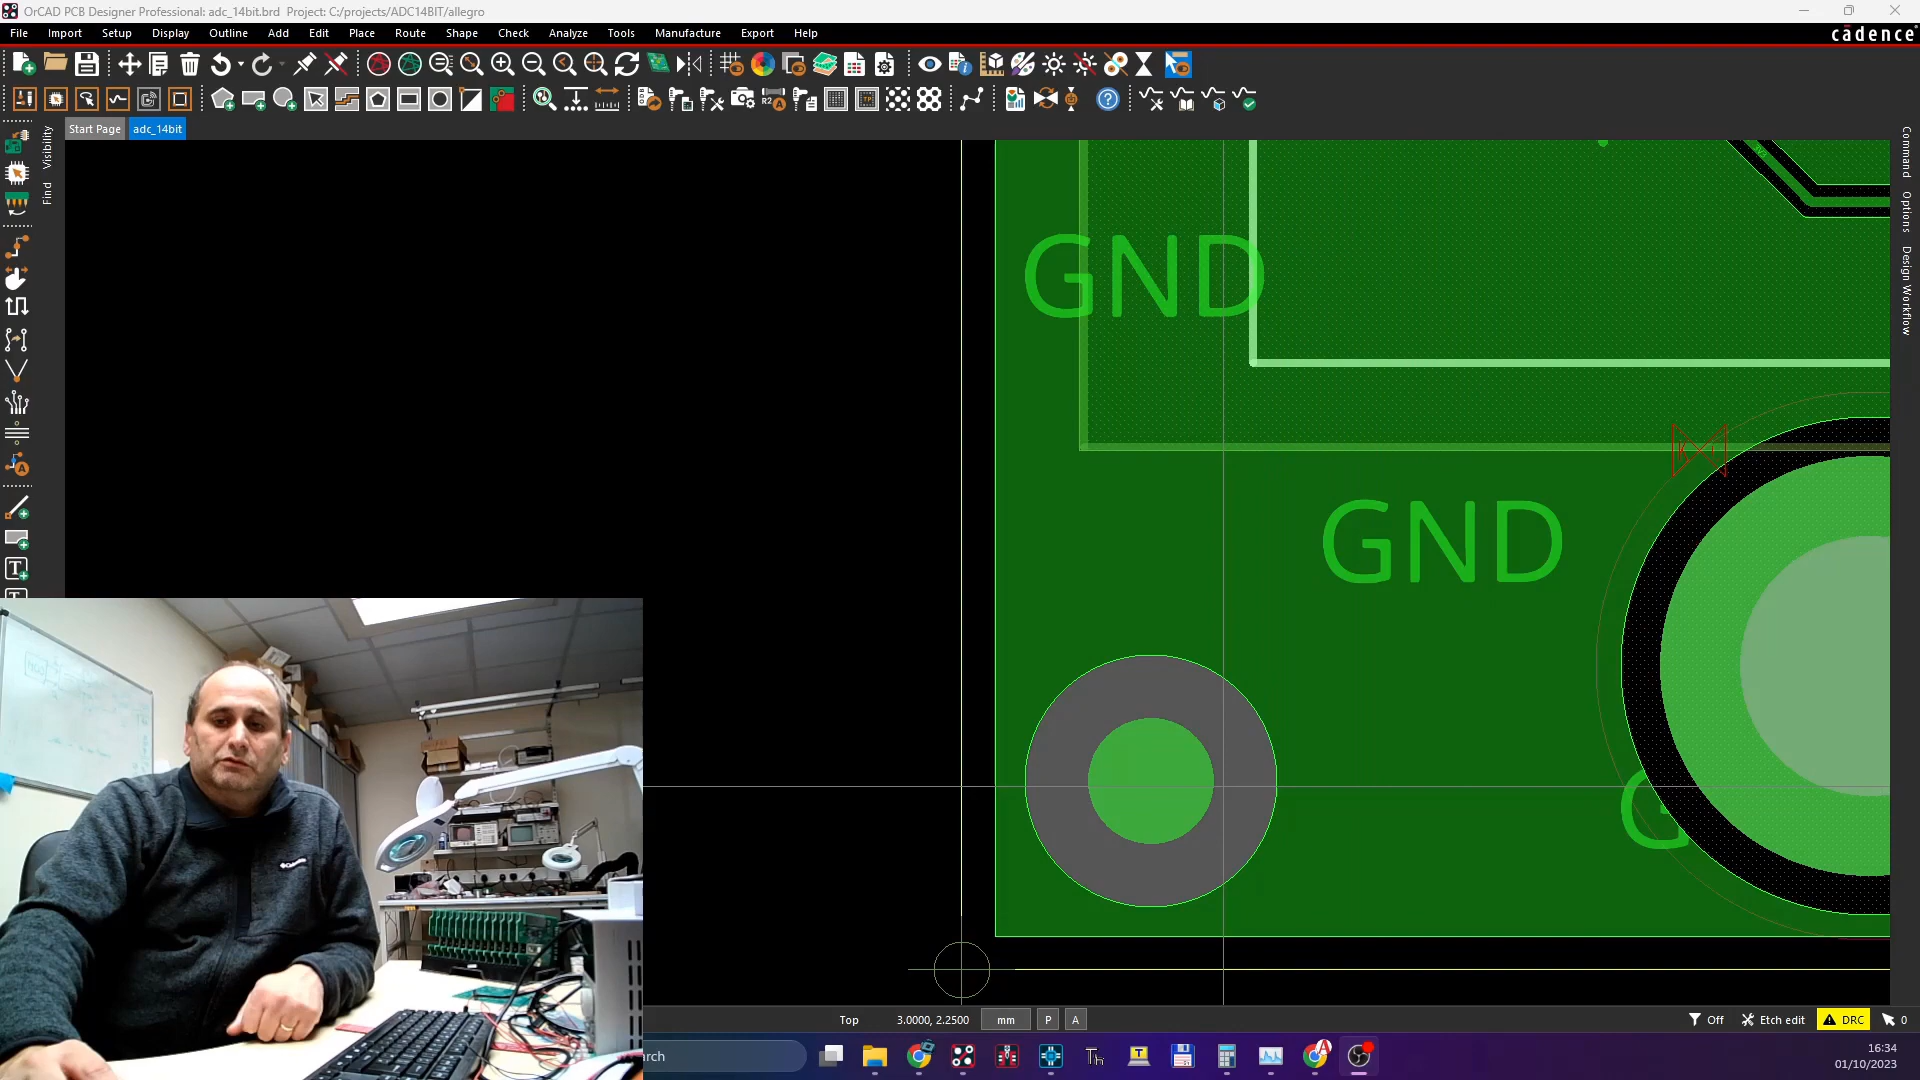 OrCAD PCB Designer Professional: adc_14bit.brd  Project: C:/projects/ADC14BIT/allegro
File Import Setup Display Outline Add Edit Place Route Shape Check Analyze Tools Manufacture Export Help
cādence
Start Page adc_14bit
Visibility
Find
Command
Options
Design Workflow
GND
GND
G
Top 3.0000, 2.2500 mm P A
Off Etch edit DRC 0
rch
16:34
01/10/2023